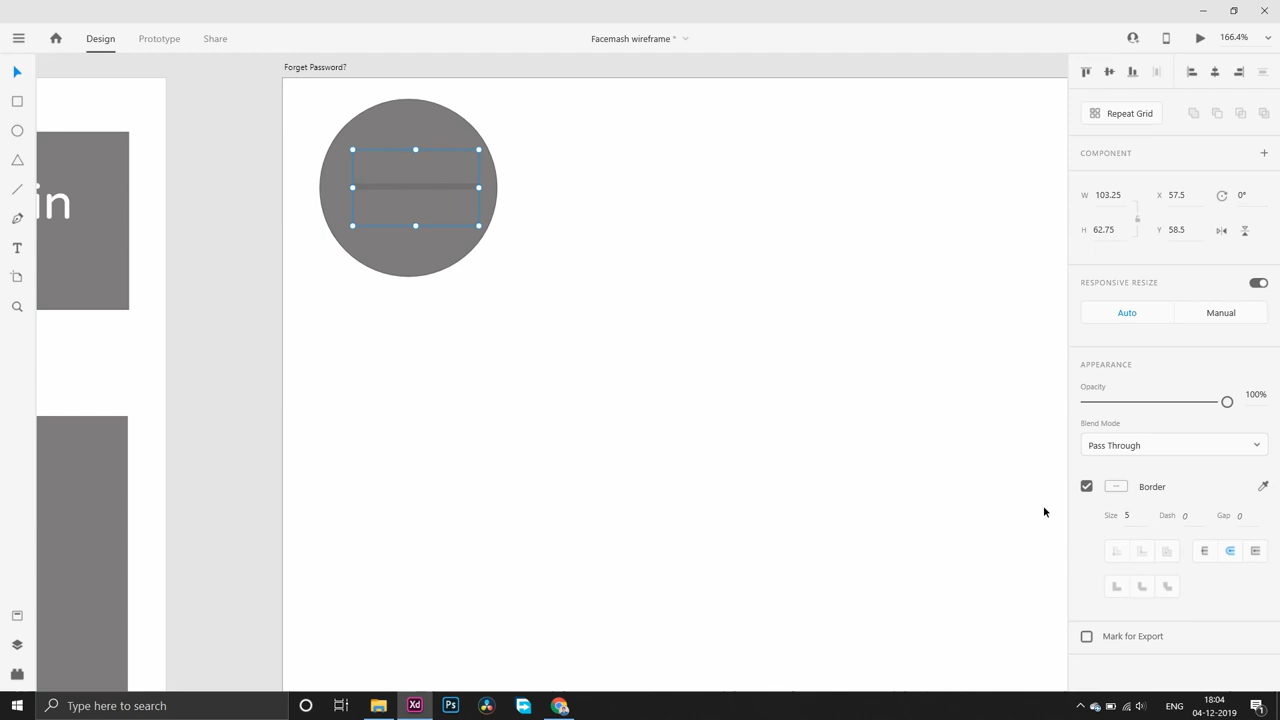 Design
Prototype
Share
Facemash wireframe *
166.4%
Forget Password?
in
Repeat Grid
COMPONENT
W 103.25
X 57.5
0°
H 62.75
Y 58.5
RESPONSIVE RESIZE
Auto
Manual
APPEARANCE
Opacity
100%
Blend Mode
Pass Through
Border
Size 5
Dash 0
Gap 0
Mark for Export
Type here to search
Xd
Ps
ENG
18:04
04-12-2019